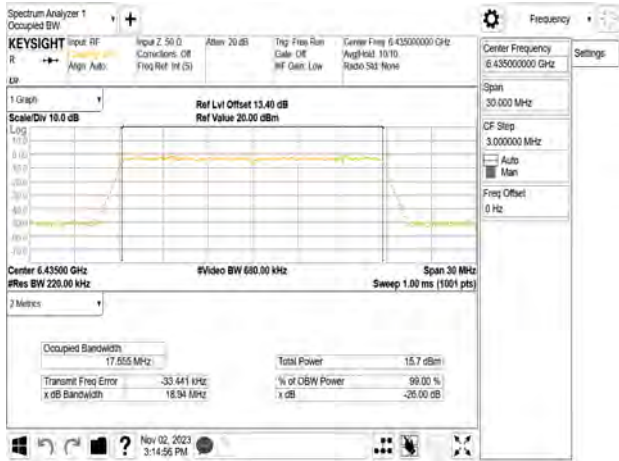 Spectrum Analyzer 1
Occupied BW
Frequency
KEYSIGHT
Input: RF
Input Z: 50 Ω
Atten: 20 dB
Trig: Free Run
Center Freq: 6.435000000 GHz
R
Corrections: Off
Gate: Off
Avg|Hold: 10/10
Align: Auto
Freq Ref: Int (S)
#IF Gain: Low
Radio Std: None
Center Frequency
6.435000000 GHz
Settings
Span
30.000 MHz
CF Step
3.000000 MHz
Auto
Man
Freq Offset
0 Hz
1 Graph
Ref Lvl Offset 13.40 dB
Scale/Div 10.0 dB
Ref Value 20.00 dBm
Log
10.0
0.00
Center 6.43500 GHz
#Video BW 680.00 kHz
Span 30 MHz
#Res BW 220.00 kHz
Sweep 1.00 ms (1001 pts)
2 Metrics
Occupied Bandwidth
17.555 MHz
Total Power
15.7 dBm
Transmit Freq Error
-33.441 kHz
% of OBW Power
99.00 %
x dB Bandwidth
18.94 MHz
x dB
-26.00 dB
?
Nov 02, 2023
3:14:56 PM